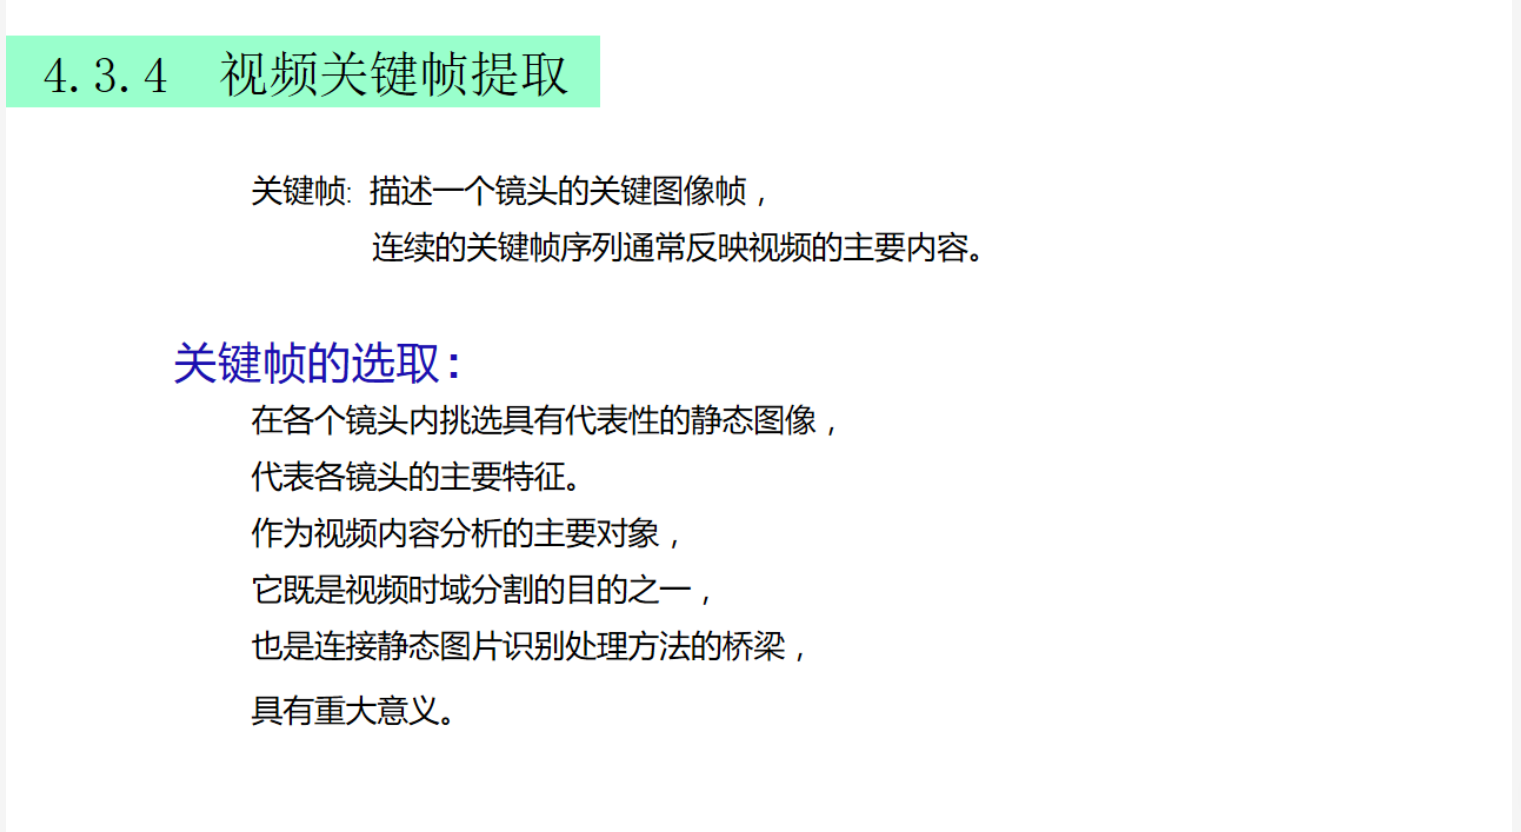 4.3.4 视频关键帧提取
关键帧: 描述一个镜头的关键图像帧，
连续的关键帧序列通常反映视频的主要内容。
关键帧的选取：
在各个镜头内挑选具有代表性的静态图像，
代表各镜头的主要特征。
作为视频内容分析的主要对象，
它既是视频时域分割的目的之一，
也是连接静态图片识别处理方法的桥梁，
具有重大意义。